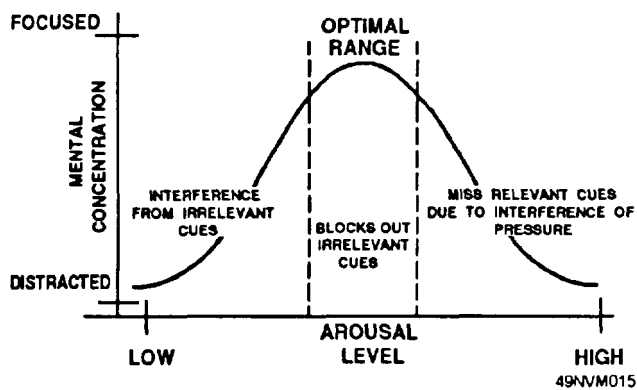 FOCUSED
OPTIMAL
RANGE
MENTAL
CONCENTRATION
INTERFERENCE
FROM IRRELEVANT
CUES
MISS RELEVANT CUES
DUE TO INTERFERENCE OF
PRESSURE
BLOCKS OUT
IRRELEVANT
CUES
DISTRACTED
LOW
AROUSAL
LEVEL
HIGH
49NVM015